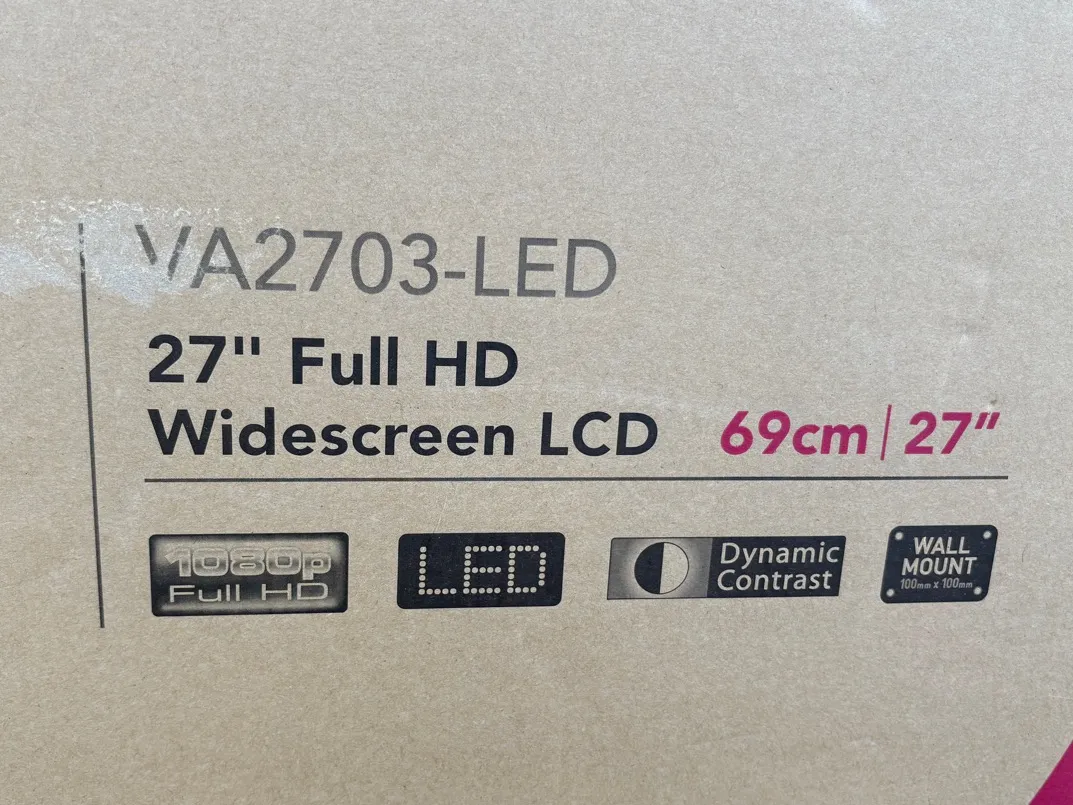 VA2703-LED
27" Full HD
Widescreen LCD 69cm | 27"
1080p
Full HD
LED
Dynamic
Contrast
WALL
MOUNT
100mm x 100mm